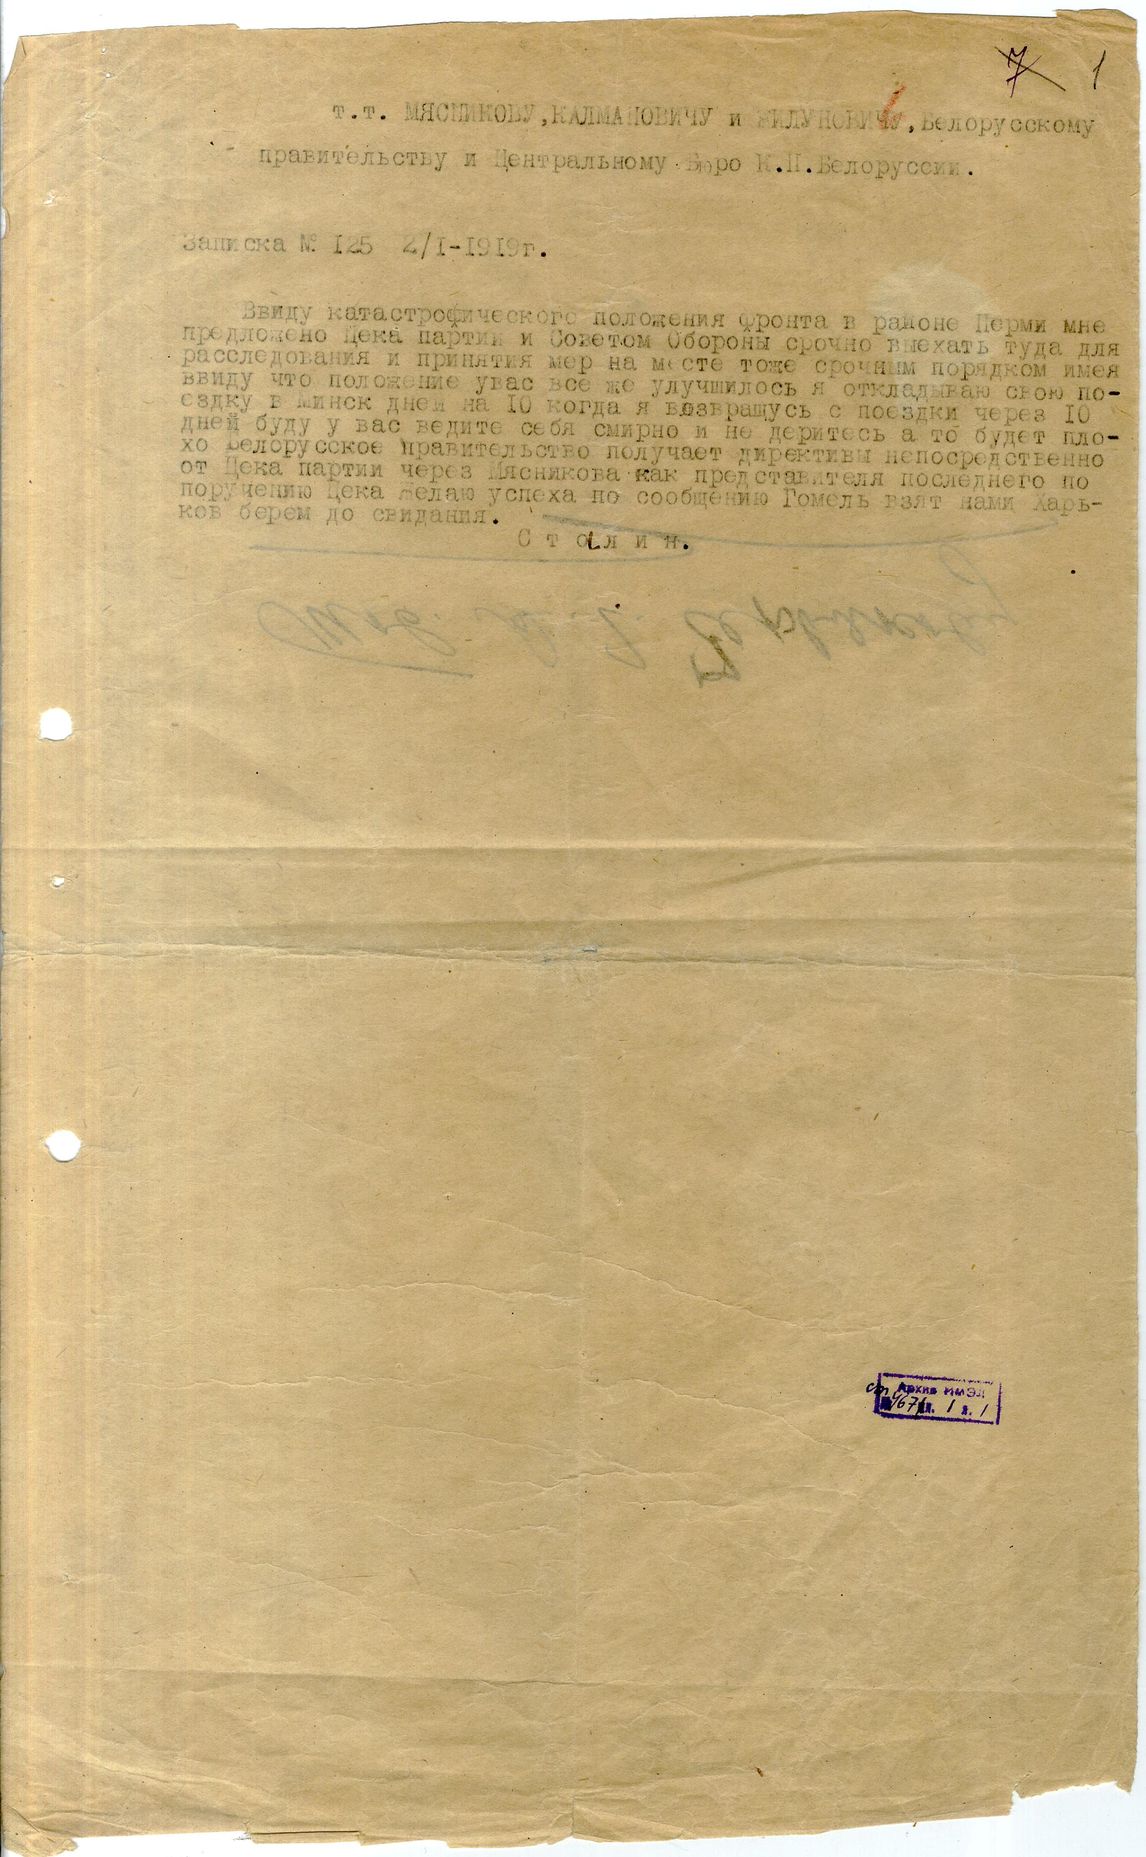 7 1
т.т. МЯСНИКОВУ,КАЛМАНОВИЧУ и ЖИЛУНОВИЧУ,Белорусскому
правительству и Центральному Бюро К.П.Белоруссии.
Записка № 125 2/I-1919г.
Ввиду катастрофического положения фронта в районе Перми мне
предложено Цека партии и Советом Обороны срочно выехать туда для
расследования и принятия мер на месте тоже срочным порядком имея
ввиду что положение увас все же улучшилось я откладываю свою по-
ездку в Минск дней на 10 когда я возвращусь с поездки через 10
дней буду у вас ведите себя смирно и не деритесь а то будет пло-
хо Белорусское правительство получает директивы непосредственно
от Цека партии через Мясникова как представителя последнего по
поручению Цека желаю успеха по сообщению Гомель взят нами Харь-
ков берем до свидания.
Сталин.
Архив ИМЭЛ
1 л. 1